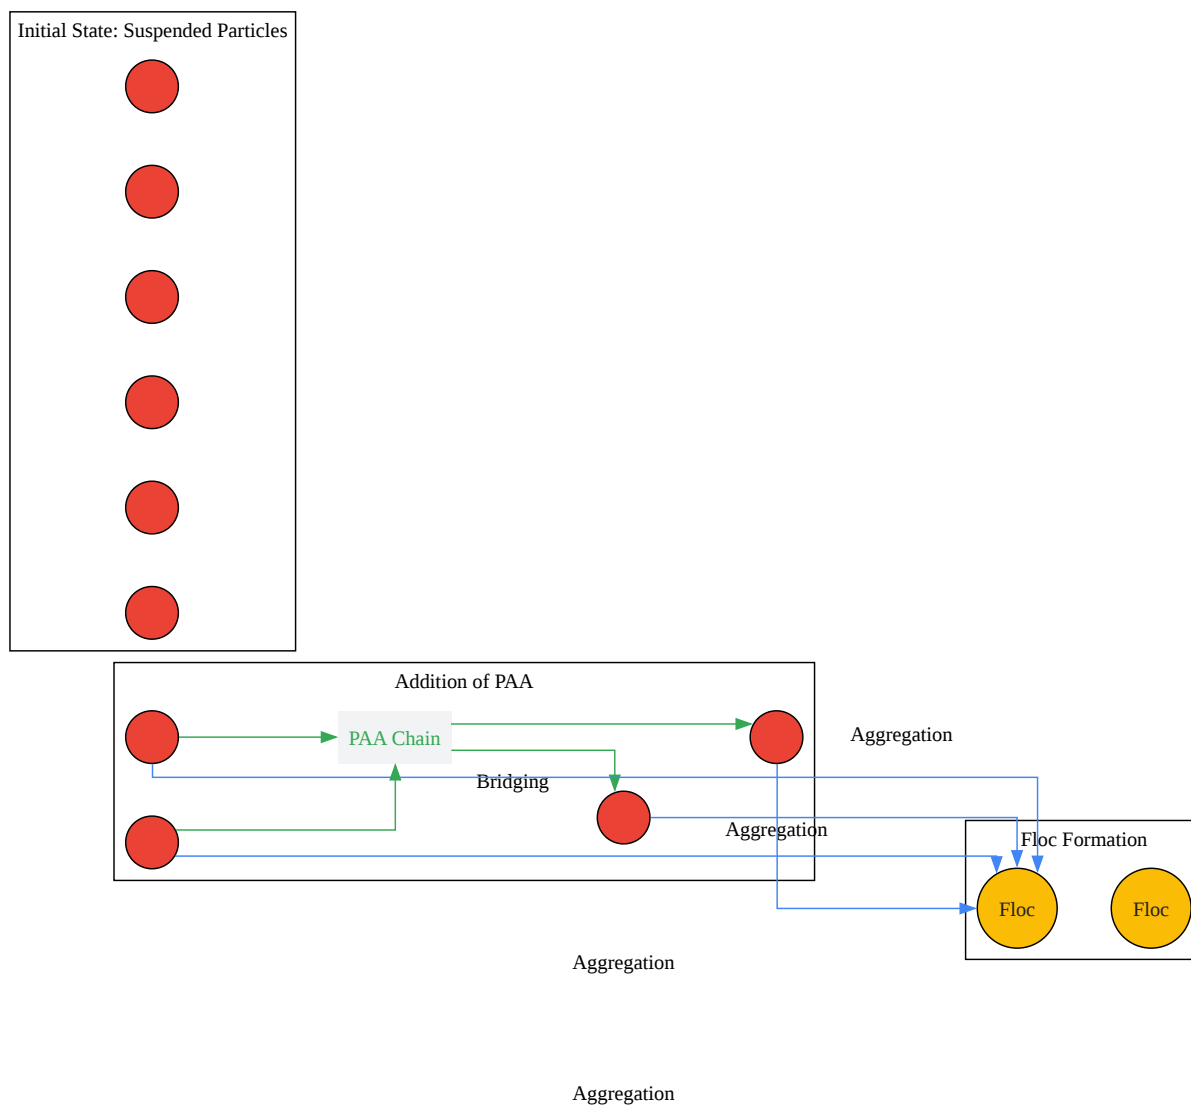 Initial State: Suspended Particles
Addition of PAA
PAA Chain
Aggregation
Bridging
Aggregation
Floc Formation
Floc
Floc
Aggregation
Aggregation